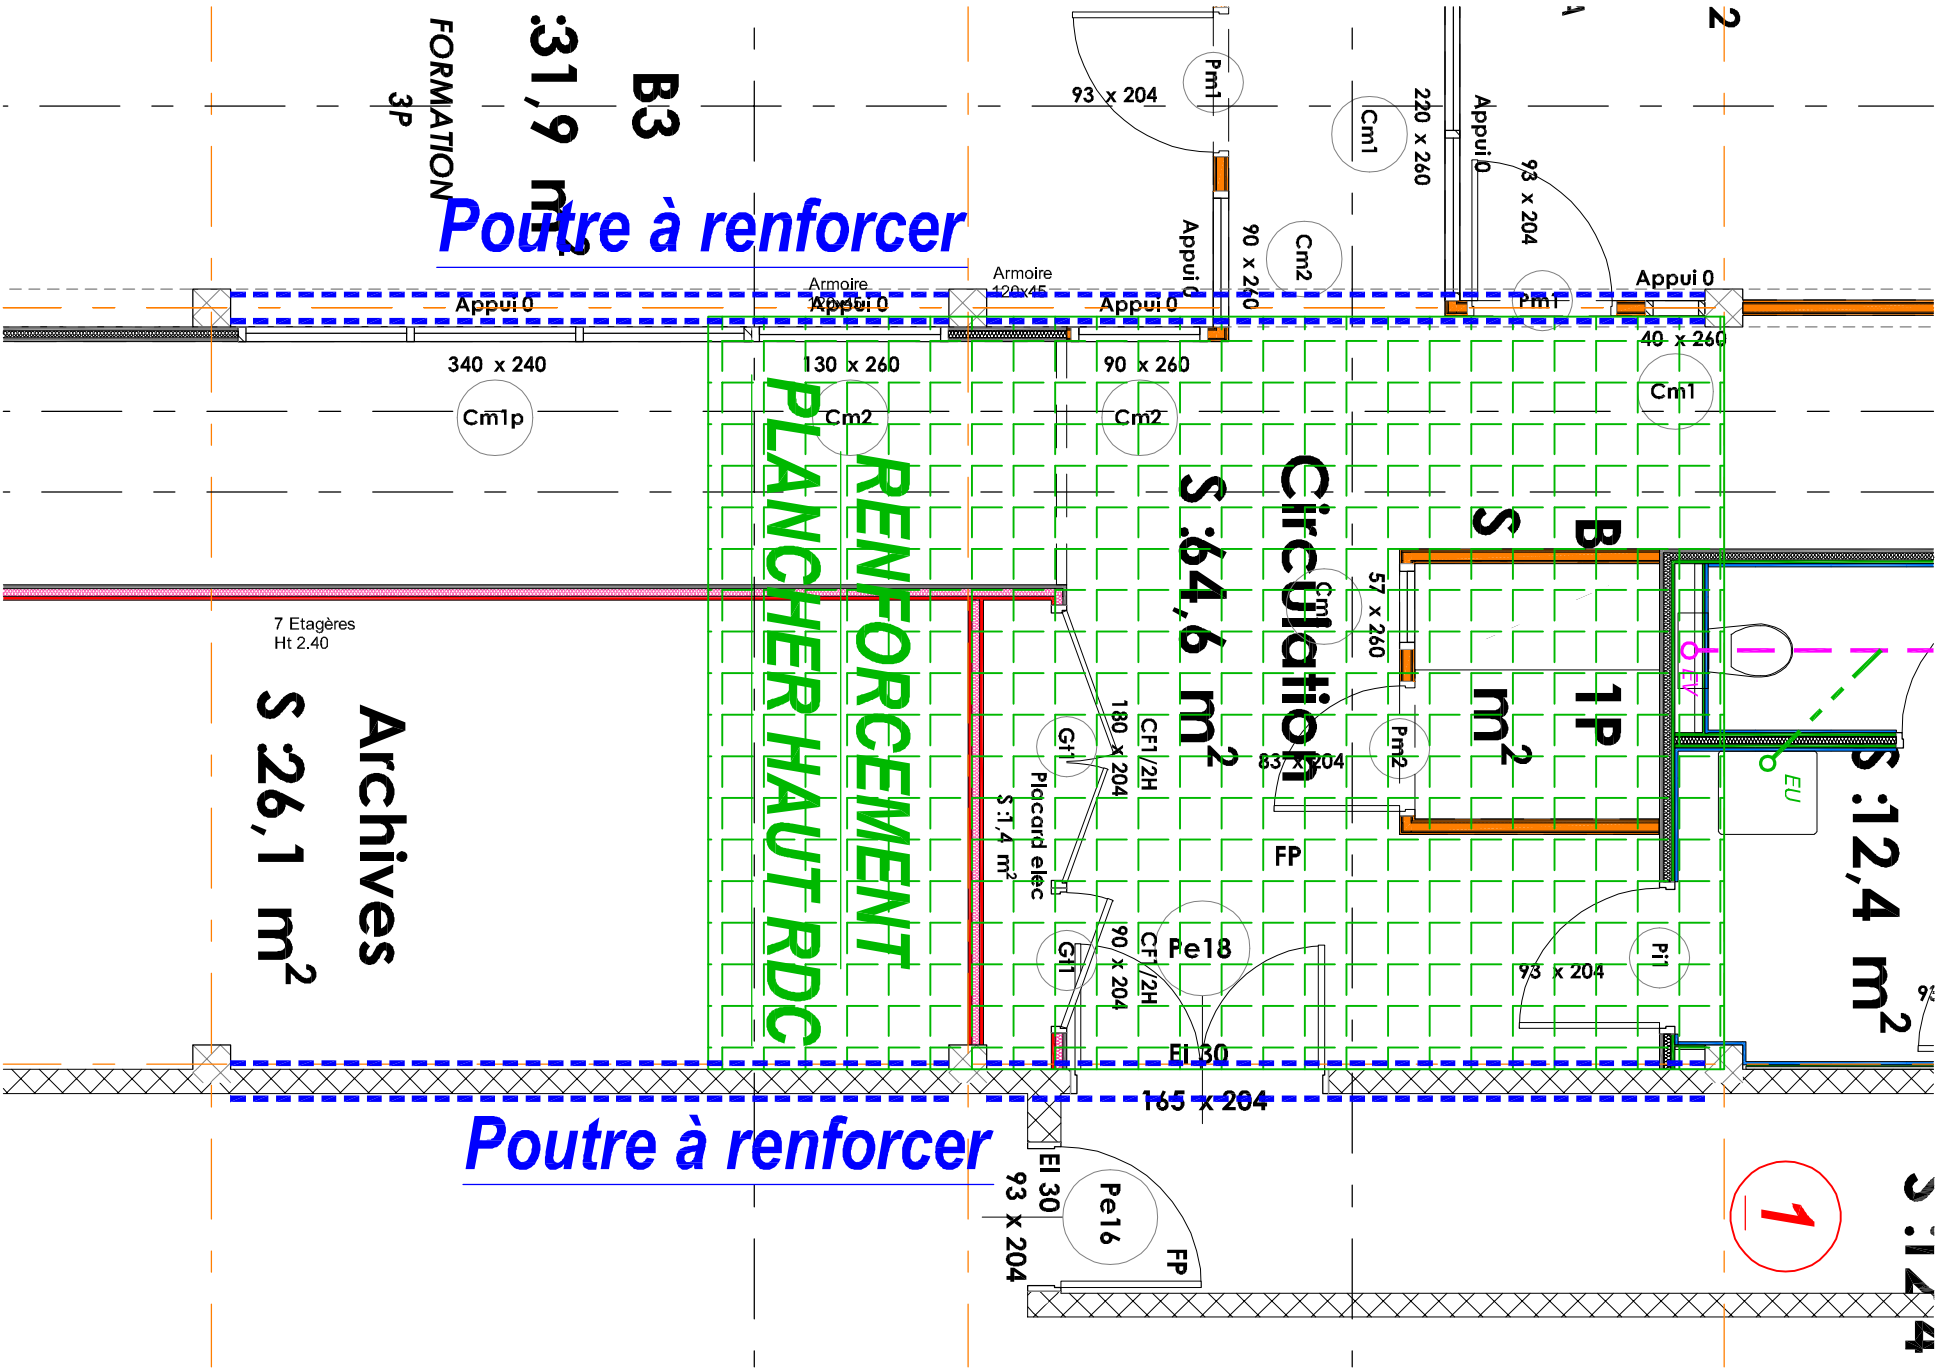 B3
S :31,9 m²
FORMATION
3P
Poutre à renforcer
93 x 204
Pm1
Cm1
220 x 260
Appui 0
93 x 204
2
Appui 0
90 x 260
Cm2
Armoire
120x45
Armoire
120x45
Appui 0
Appui 0
Appui 0
Pm1
Appui 0
340 x 240
130 x 260
90 x 260
40 x 260
Cm1p
Cm2
Cm2
Cm1
RENFORCEMENT
PLANCHER HAUT RDC
Circulation
S :64,6 m²
B 1P
S m²
57 x 260
7 Etagères
Ht 2.40
Archives
S :26,1 m²
CF1/2H
180 x 204
Gt1
Placard elec
S :1,4 m²
83 x 204
Pm2
FP
EV
EU
S :12,4 m²
CF1/2H
90 x 204
Gt1
Pe18
93 x 204
Pi1
EI 30
165 x 204
Poutre à renforcer
EI 30
93 x 204
Pe16
FP
1